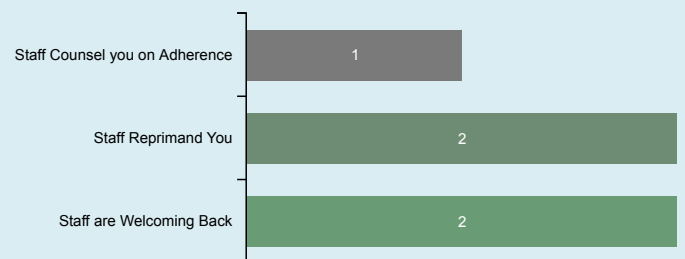 Staff Counsel you on Adherence
1
Staff Reprimand You
2
Staff are Welcoming Back
2